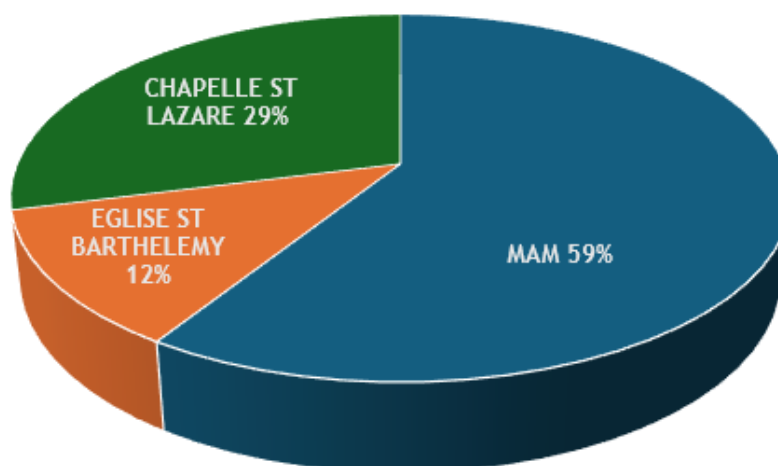 CHAPELLE ST
LAZARE 29%
EGLISE ST
BARTHELEMY
12%
MAM 59%